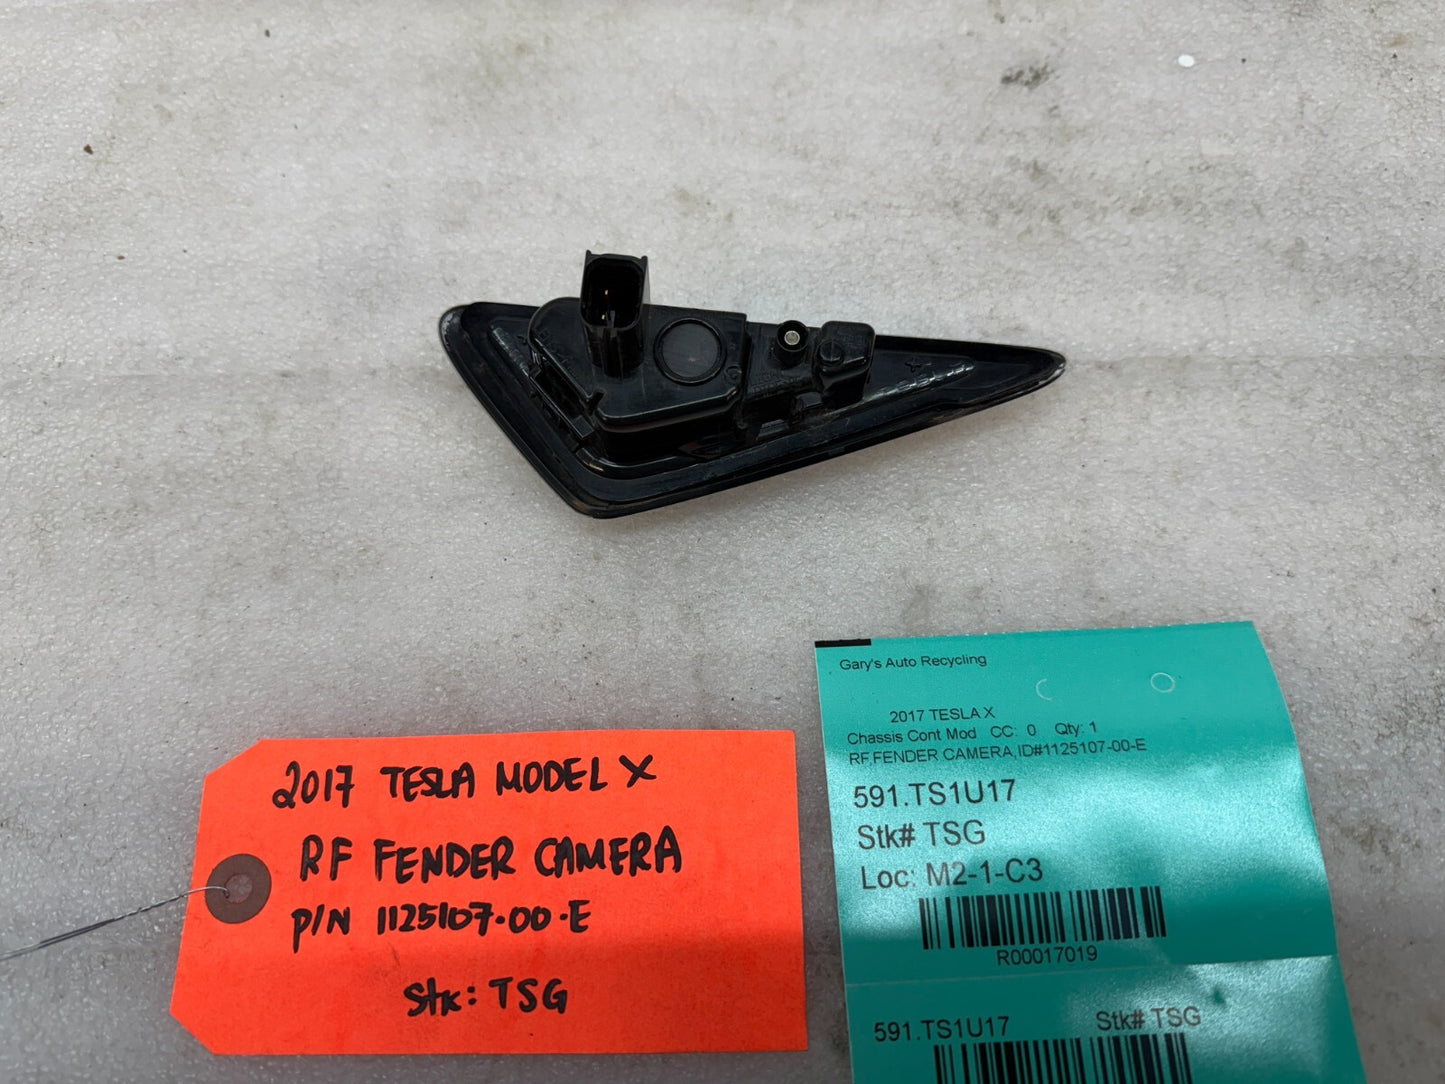 2017 TESLA MODEL X
RF FENDER CAMERA
P/N 1125107-00-E
Stk: TSG
Gary's Auto Recycling
2017 TESLA X
Chassis Cont Mod CC: 0 Qty: 1
RF,FENDER CAMERA,ID#1125107-00-E
591.TS1U17
Stk# TSG
Loc: M2-1-C3
R00017019
591.TS1U17 Stk# TSG